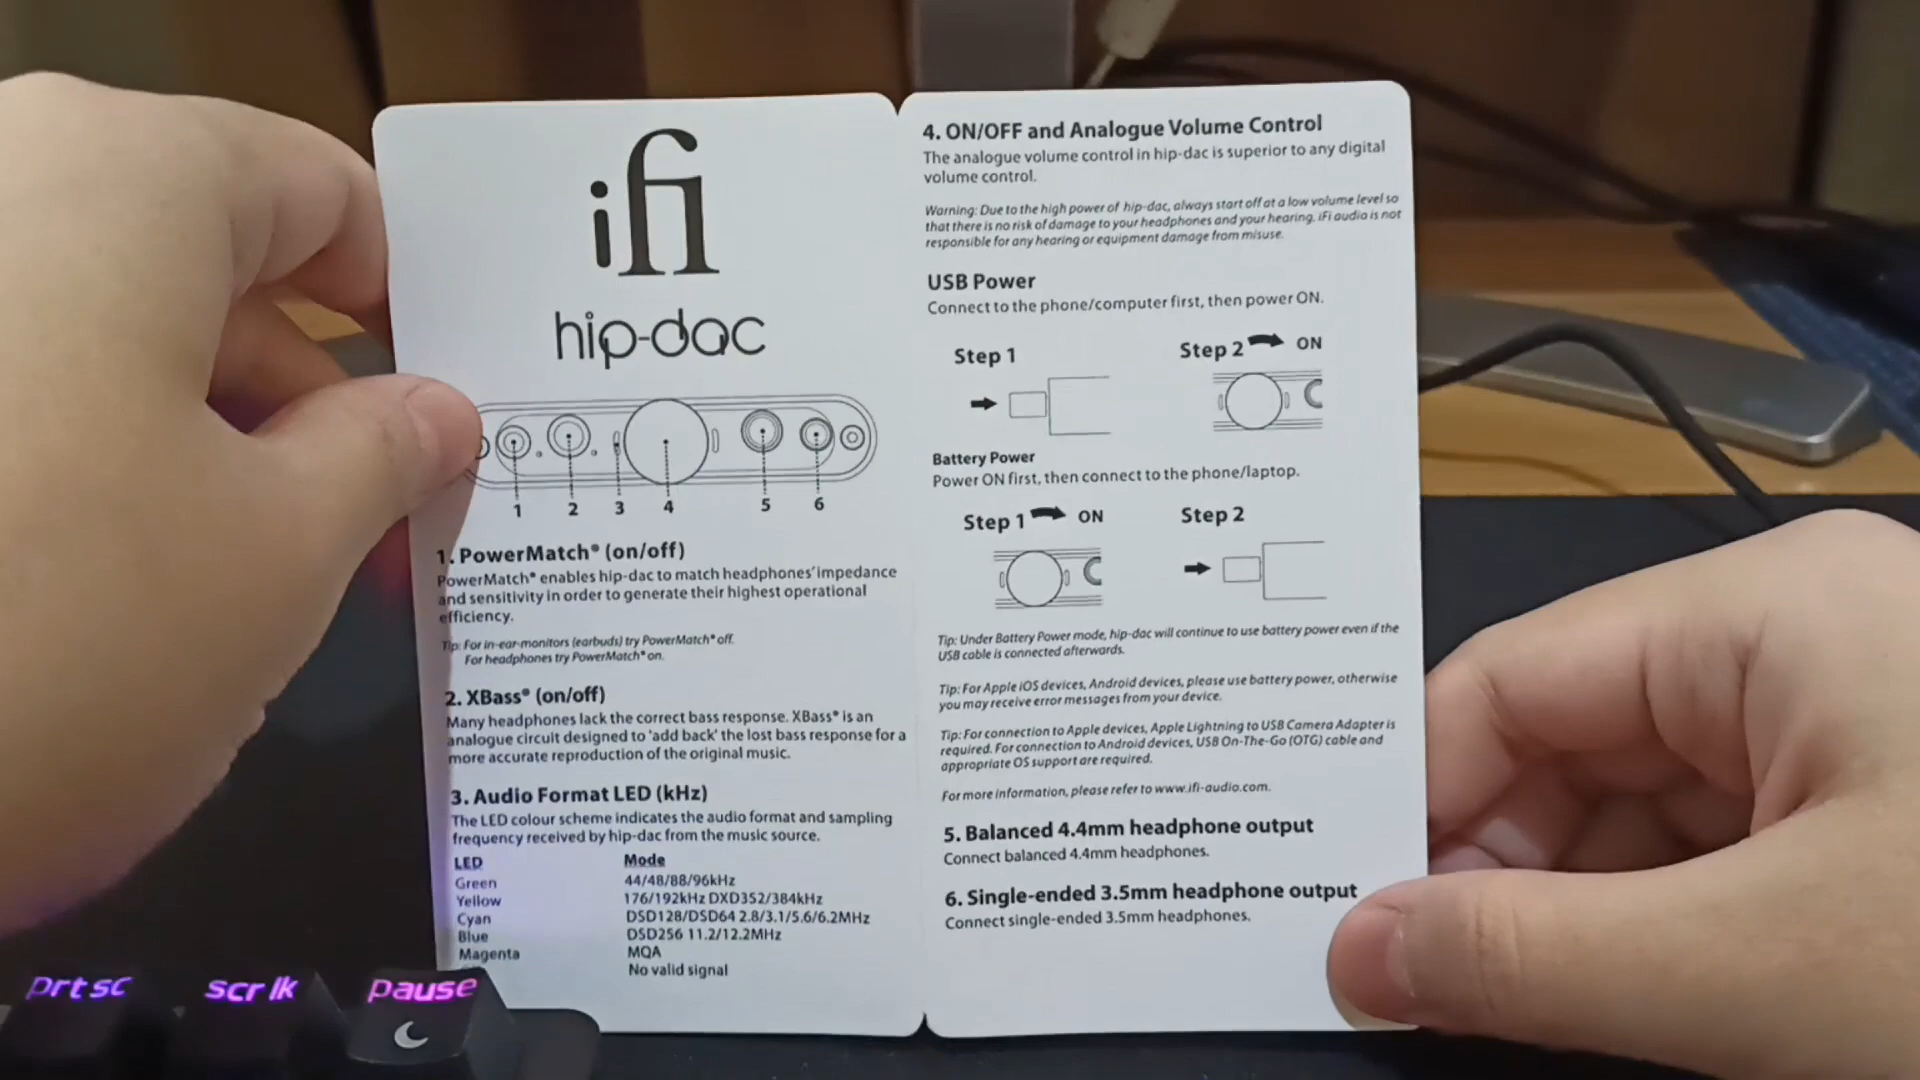 ifi
hip-dac
1 2 3 4 5 6
1. PowerMatch® (on/off)
PowerMatch® enables hip-dac to match headphones' impedance
and sensitivity in order to generate their highest operational
efficiency.
Tip: For in-ear-monitors (earbuds) try PowerMatch® off.
For headphones try PowerMatch® on.
2. XBass® (on/off)
Many headphones lack the correct bass response. XBass® is an
analogue circuit designed to 'add back' the lost bass response for a
more accurate reproduction of the original music.
3. Audio Format LED (kHz)
The LED colour scheme indicates the audio format and sampling
frequency received by hip-dac from the music source.
LED Mode
Green 44/48/88/96kHz
Yellow 176/192kHz DXD352/384kHz
Cyan DSD128/DSD64 2.8/3.1/5.6/6.2MHz
Blue DSD256 11.2/12.2MHz
Magenta MQA
No valid signal
4. ON/OFF and Analogue Volume Control
The analogue volume control in hip-dac is superior to any digital
volume control.
Warning: Due to the high power of hip-dac, always start off at a low volume level so
that there is no risk of damage to your headphones and your hearing. iFi audio is not
responsible for any hearing or equipment damage from misuse.
USB Power
Connect to the phone/computer first, then power ON.
Step 1 Step 2 ON
Battery Power
Power ON first, then connect to the phone/laptop.
Step 1 ON Step 2
Tip: Under Battery Power mode, hip-dac will continue to use battery power even if the
USB cable is connected afterwards.
Tip: For Apple iOS devices, Android devices, please use battery power, otherwise
you may receive error messages from your device.
Tip: For connection to Apple devices, Apple Lightning to USB Camera Adapter is
required. For connection to Android devices, USB On-The-Go (OTG) cable and
appropriate OS support are required.
For more information, please refer to www.ifi-audio.com.
5. Balanced 4.4mm headphone output
Connect balanced 4.4mm headphones.
6. Single-ended 3.5mm headphone output
Connect single-ended 3.5mm headphones.
prt sc scr lk pause